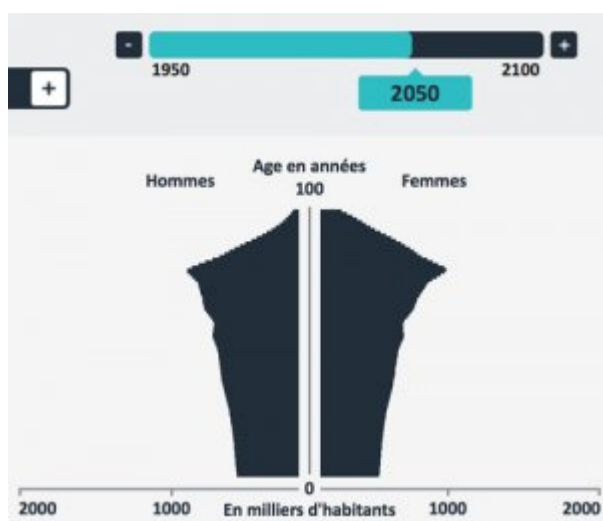 - +
1950 2100
+
2050
Age en années
Hommes Femmes
100
0
2000 1000 En milliers d'habitants 1000 2000